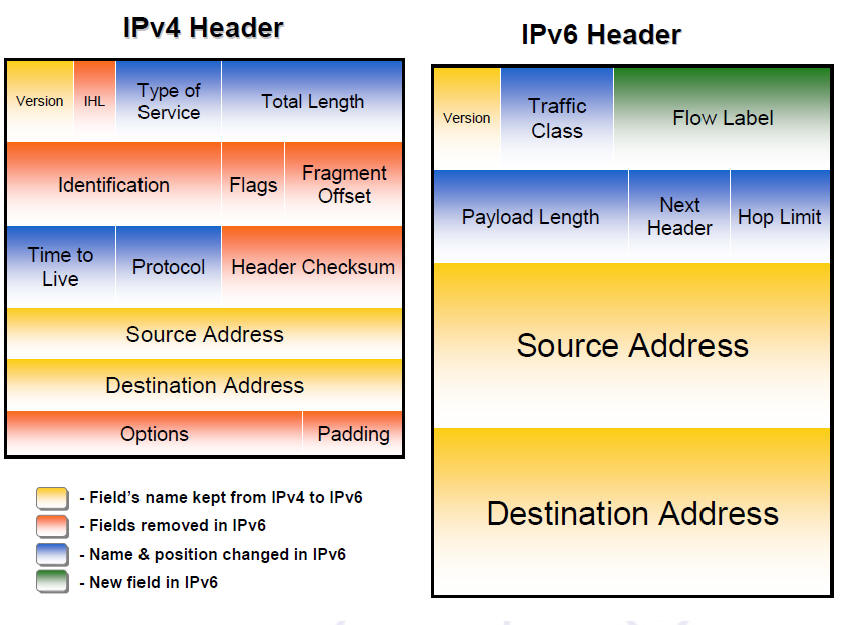 IPv4 Header
Version
IHL
Type of
Service
Total Length
Identification
Flags
Fragment
Offset
Time to
Live
Protocol
Header Checksum
Source Address
Destination Address
Options
Padding
- Field's name kept from IPv4 to IPv6
- Fields removed in IPv6
- Name & position changed in IPv6
- New field in IPv6
IPv6 Header
Version
Traffic
Class
Flow Label
Payload Length
Next
Header
Hop Limit
Source Address
Destination Address